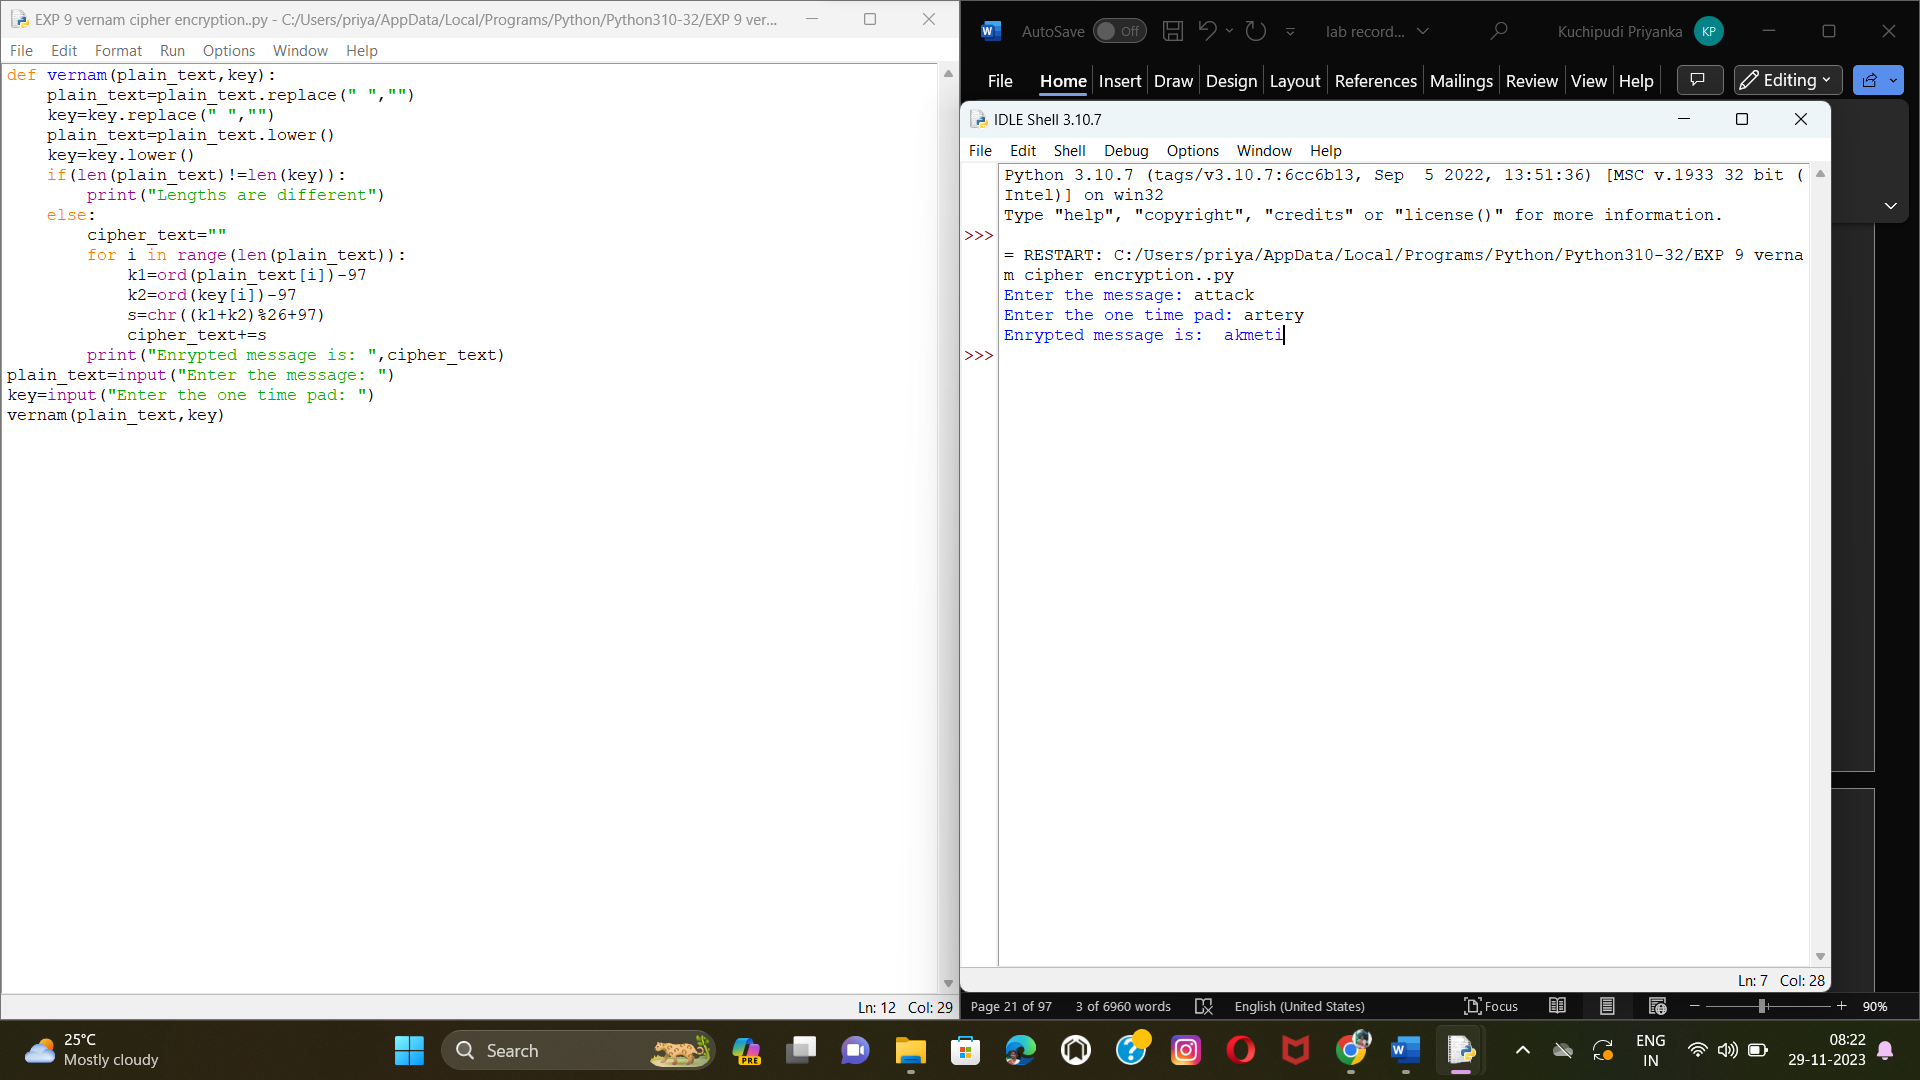 EXP 9 vernam cipher encryption..py - C:/Users/priya/AppData/Local/Programs/Python/Python310-32/EXP 9 ver...
File Edit Format Run Options Window Help
def vernam(plain_text,key):
    plain_text=plain_text.replace(" ","")
    key=key.replace(" ","")
    plain_text=plain_text.lower()
    key=key.lower()
    if(len(plain_text)!=len(key)):
        print("Lengths are different")
    else:
        cipher_text=""
        for i in range(len(plain_text)):
            k1=ord(plain_text[i])-97
            k2=ord(key[i])-97
            s=chr((k1+k2)%26+97)
            cipher_text+=s
        print("Enrypted message is: ",cipher_text)
plain_text=input("Enter the message: ")
key=input("Enter the one time pad: ")
vernam(plain_text,key)
Ln: 12 Col: 29
AutoSave Off lab record... Kuchipudi Priyanka KP
File Home Insert Draw Design Layout References Mailings Review View Help Editing
IDLE Shell 3.10.7
File Edit Shell Debug Options Window Help
Python 3.10.7 (tags/v3.10.7:6cc6b13, Sep  5 2022, 13:51:36) [MSC v.1933 32 bit (
Intel)] on win32
Type "help", "copyright", "credits" or "license()" for more information.
>>>
= RESTART: C:/Users/priya/AppData/Local/Programs/Python/Python310-32/EXP 9 verna
m cipher encryption..py
Enter the message: attack
Enter the one time pad: artery
Enrypted message is:  akmeti
>>>
Ln: 7 Col: 28
Page 21 of 97 3 of 6960 words English (United States) Focus 90%
25°C
Mostly cloudy
Search
PRE
ENG
IN
08:22
29-11-2023